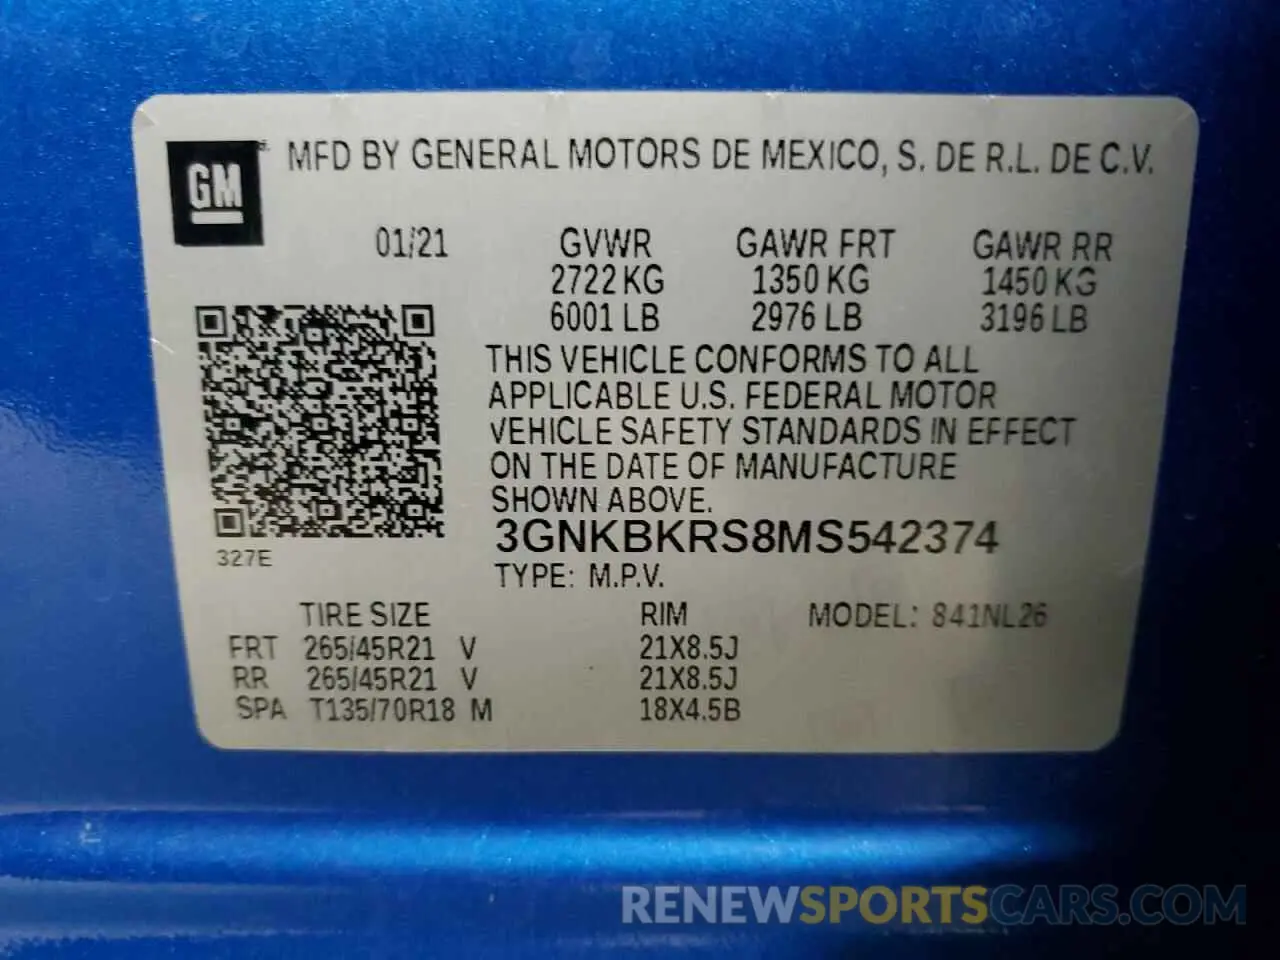 GM MFD BY GENERAL MOTORS DE MEXICO, S. DE R.L. DE C.V.
01/21 GVWR GAWR FRT GAWR RR
2722 KG 1350 KG 1450 KG
6001 LB 2976 LB 3196 LB
THIS VEHICLE CONFORMS TO ALL
APPLICABLE U.S. FEDERAL MOTOR
VEHICLE SAFETY STANDARDS IN EFFECT
ON THE DATE OF MANUFACTURE
SHOWN ABOVE.
3GNKBKRS8MS542374
327E
TYPE: M.P.V.
TIRE SIZE RIM MODEL: 841NL26
FRT 265/45R21 V 21X8.5J
RR 265/45R21 V 21X8.5J
SPA T135/70R18 M 18X4.5B
RENEWSPORTSCARS.COM